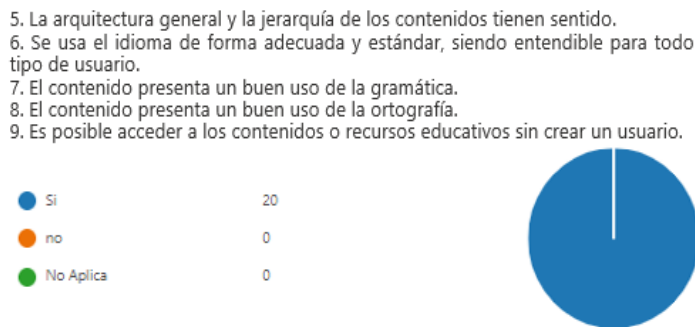 5. La arquitectura general y la jerarquía de los contenidos tienen sentido.
6. Se usa el idioma de forma adecuada y estándar, siendo entendible para todo
tipo de usuario.
7. El contenido presenta un buen uso de la gramática.
8. El contenido presenta un buen uso de la ortografía.
9. Es posible acceder a los contenidos o recursos educativos sin crear un usuario.
Si 20
no 0
No Aplica 0